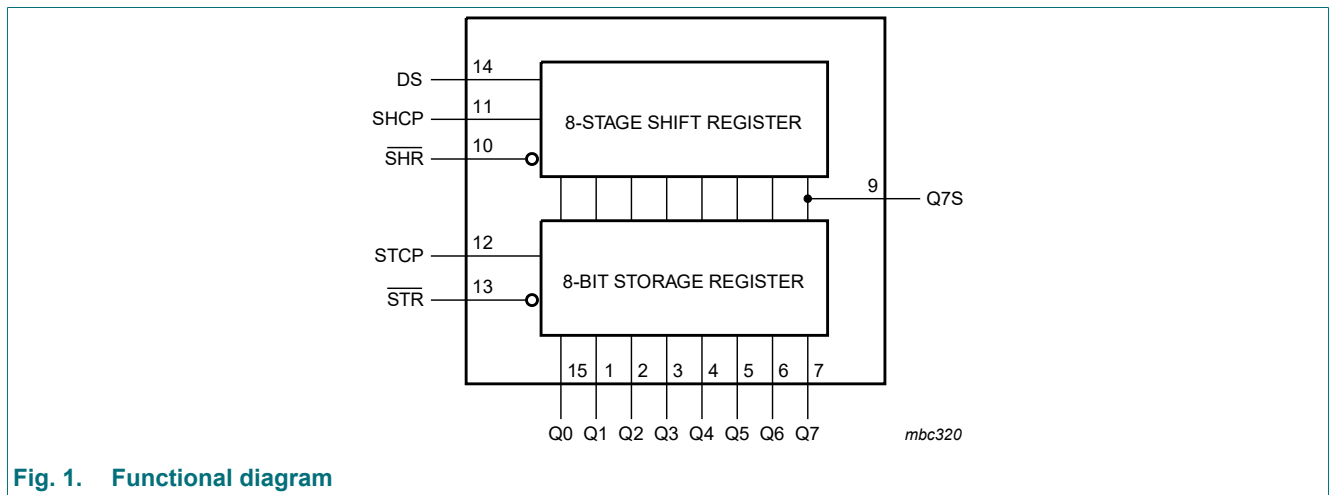 DS 14
SHCP 11
8-STAGE SHIFT REGISTER
S̅H̅R̅ 10
9 Q7S
STCP 12
8-BIT STORAGE REGISTER
S̅T̅R̅ 13
15 1 2 3 4 5 6 7
Q0 Q1 Q2 Q3 Q4 Q5 Q6 Q7
mbc320
Fig. 1. Functional diagram